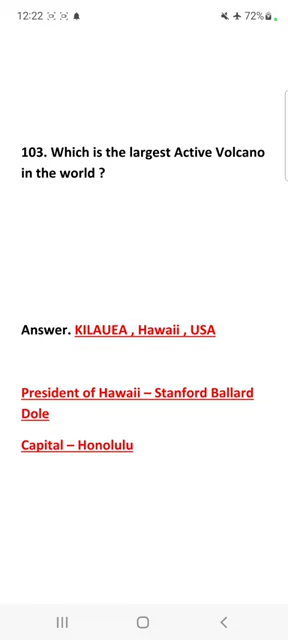 12:22
72%
103. Which is the largest Active Volcano
in the world ?
Answer. KILAUEA , Hawaii , USA
President of Hawaii – Stanford Ballard
Dole
Capital – Honolulu